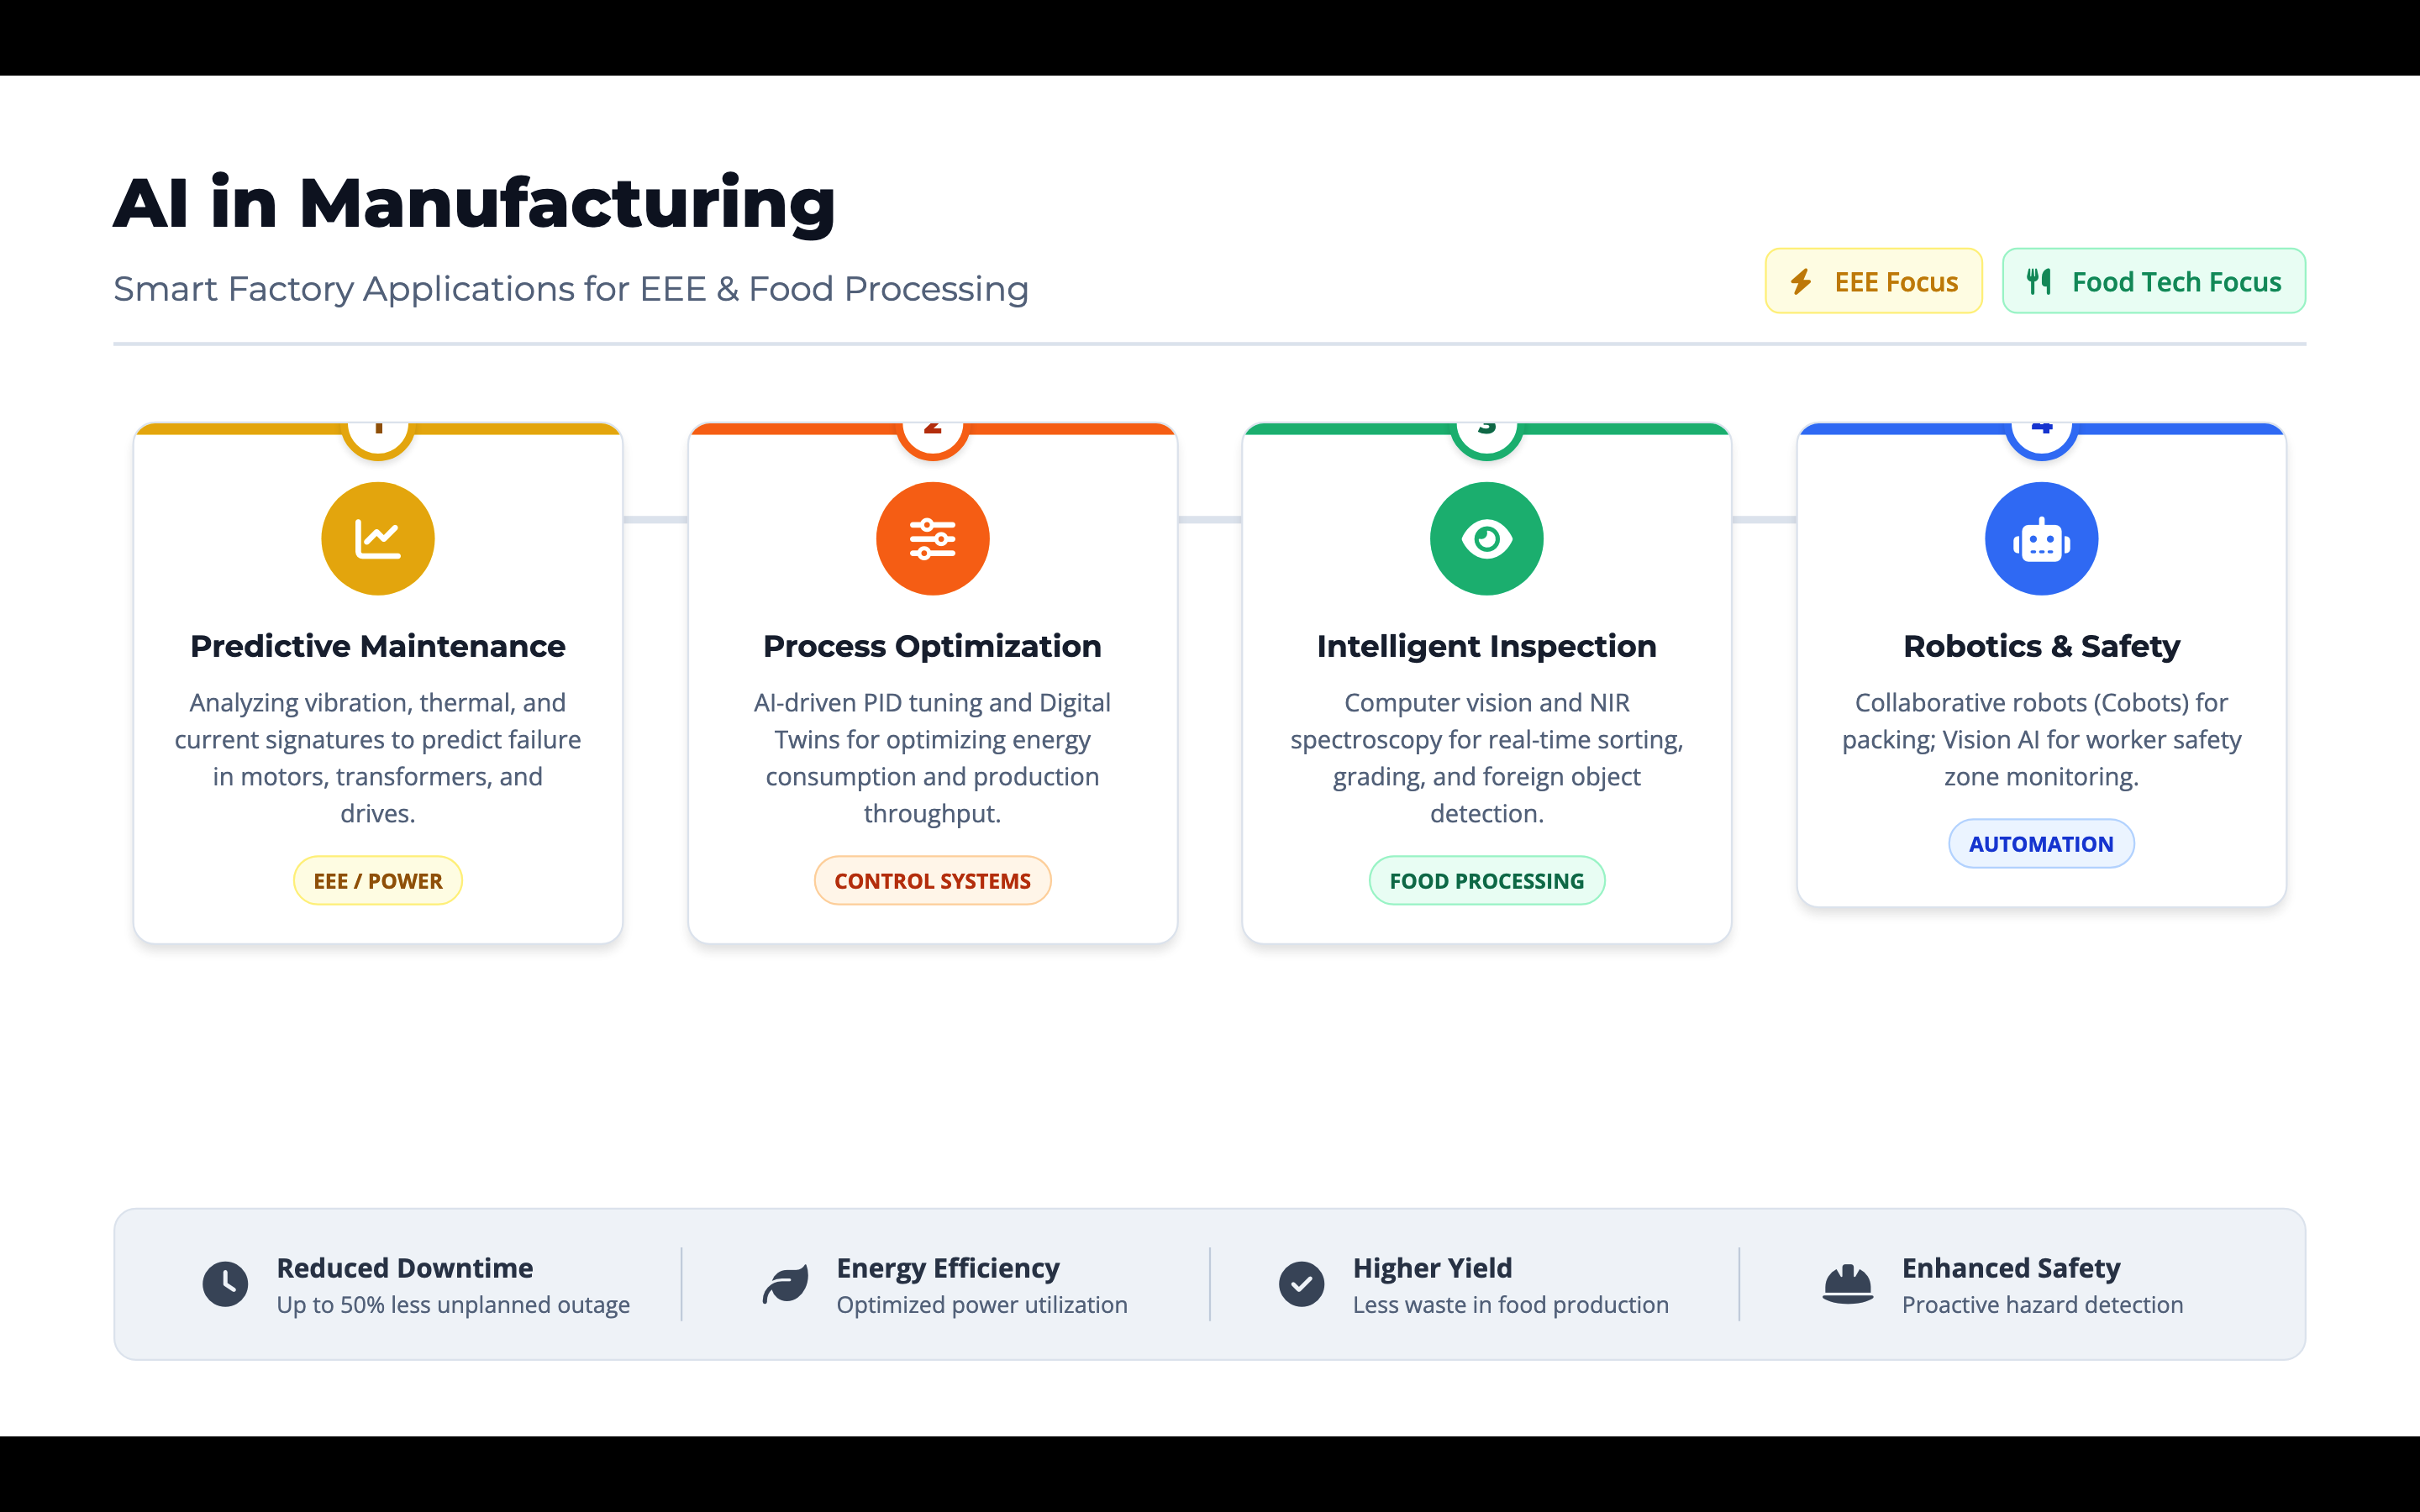 AI in Manufacturing
Smart Factory Applications for EEE & Food Processing
EEE Focus
Food Tech Focus
1
2
3
4
Predictive Maintenance
Analyzing vibration, thermal, and
current signatures to predict failure
in motors, transformers, and
drives.
EEE / POWER
Process Optimization
AI-driven PID tuning and Digital
Twins for optimizing energy
consumption and production
throughput.
CONTROL SYSTEMS
Intelligent Inspection
Computer vision and NIR
spectroscopy for real-time sorting,
grading, and foreign object
detection.
FOOD PROCESSING
Robotics & Safety
Collaborative robots (Cobots) for
packing; Vision AI for worker safety
zone monitoring.
AUTOMATION
Reduced Downtime
Up to 50% less unplanned outage
Energy Efficiency
Optimized power utilization
Higher Yield
Less waste in food production
Enhanced Safety
Proactive hazard detection